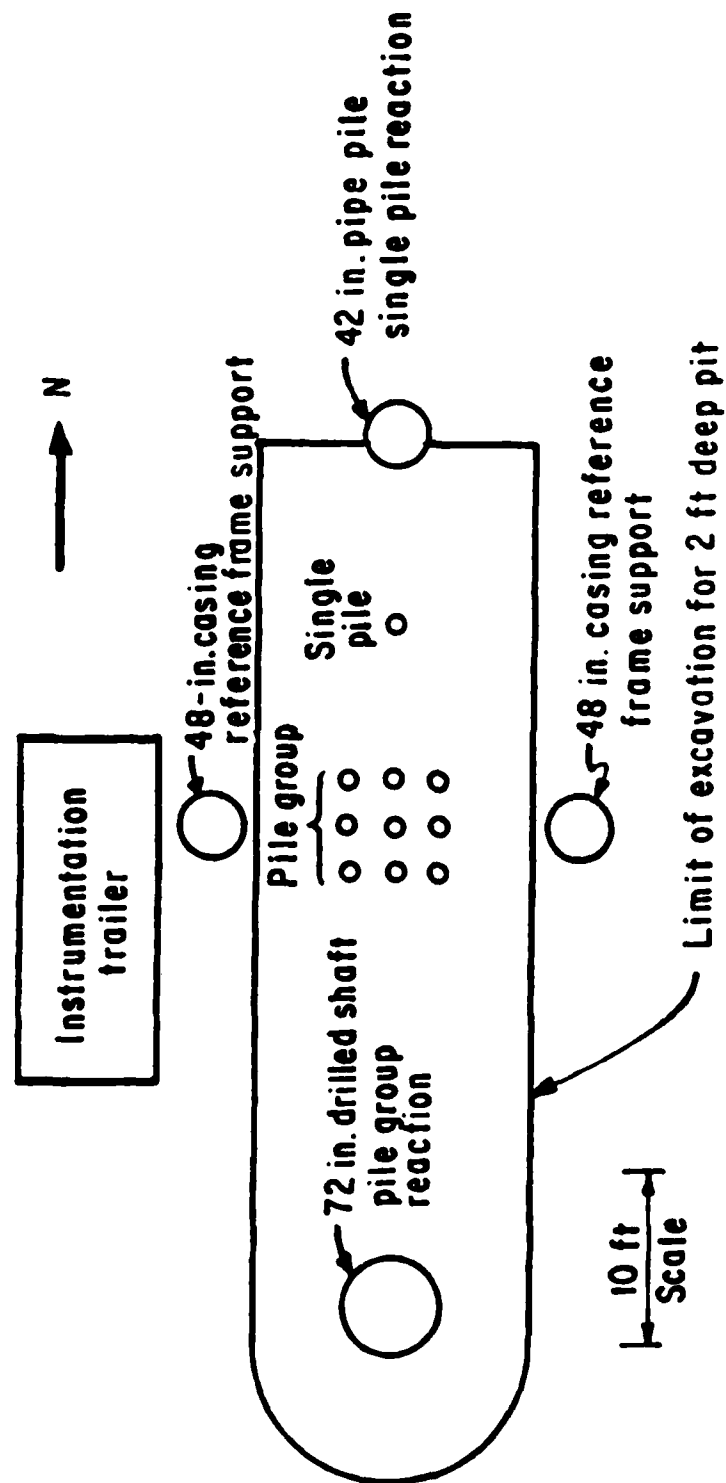 Instrumentation
trailer
N
48-in. casing
reference frame support
42 in. pipe pile
single pile reaction
Pile group
Single
pile
72 in. drilled shaft
pile group
reaction
48 in. casing reference
frame support
Limit of excavation for 2 ft deep pit
10 ft
Scale